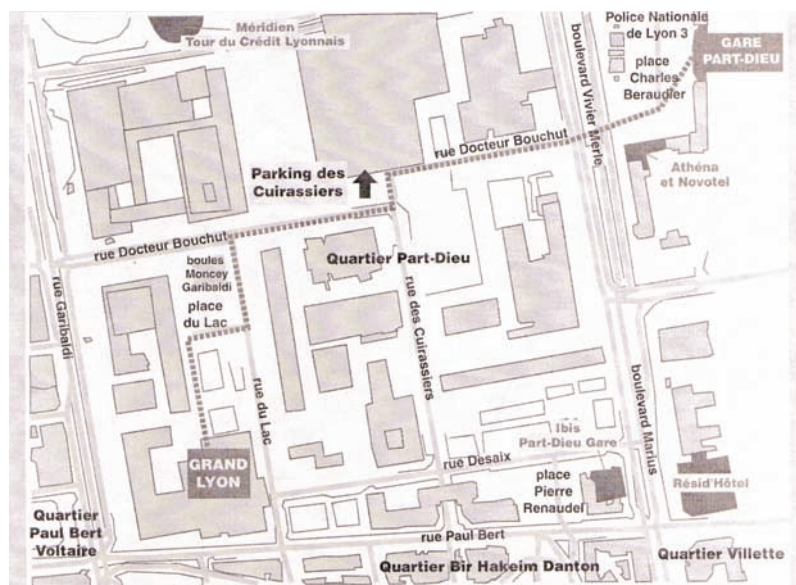 Méridien
Tour du Crédit Lyonnais
Police Nationale
de Lyon 3
place
Charles
Beraudier
GARE
PART-DIEU
boulevard Vivier Merle
rue Docteur Bouchut
Parking des
Cuirassiers
Athéna
et Novotel
rue Docteur Bouchut
boules
Moncey
Garibaldi
Quartier Part-Dieu
rue Garibaldi
place
du Lac
rue des Cuirassiers
rue du Lac
boulevard Marius
Ibis
Part-Dieu Gare
GRAND
LYON
rue Desaix
place
Pierre
Renaudel
Résid'Hôtel
Quartier
Paul Bert
Voltaire
rue Paul Bert
Quartier Bir Hakeim Danton
Quartier Villette